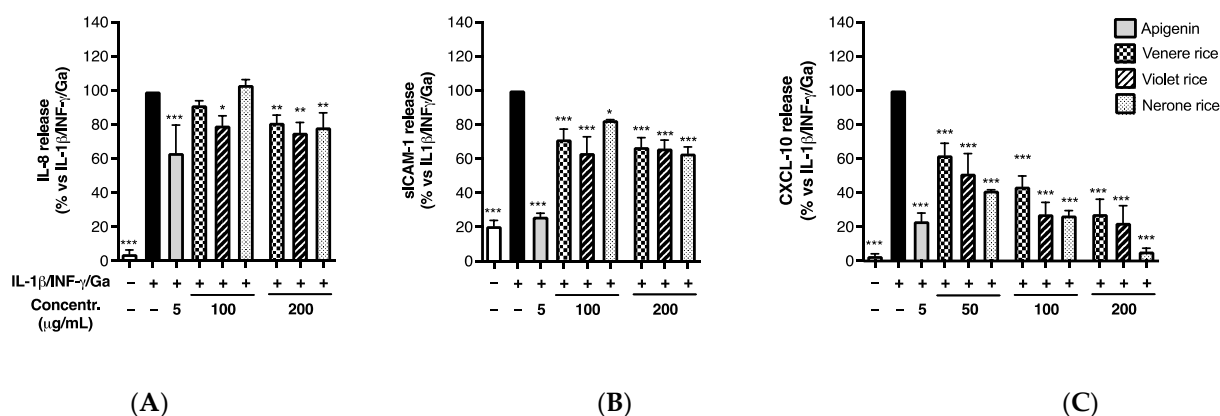 140
120
100
80
60
40
20
0
IL-8 release
(% vs IL-1β/INF-γ/Ga)
***
***
*
**
**
**
IL-1β/INF-γ/Ga
– + + + + + + + +
Concentr.
(μg/mL)
– – 5 100 200
(A)
140
120
100
80
60
40
20
0
sICAM-1 release
(% vs IL1β/INF-γ/Ga)
***
***
***
***
*
***
***
***
– + + + + + + + +
– – 5 100 200
(B)
140
120
100
80
60
40
20
0
CXCL-10 release
(% vs IL-1β/INF-γ/Ga)
***
***
***
***
***
***
***
***
***
***
***
– + + + + + + + + + + +
– – 5 50 100 200
(C)
Apigenin
Venere rice
Violet rice
Nerone rice